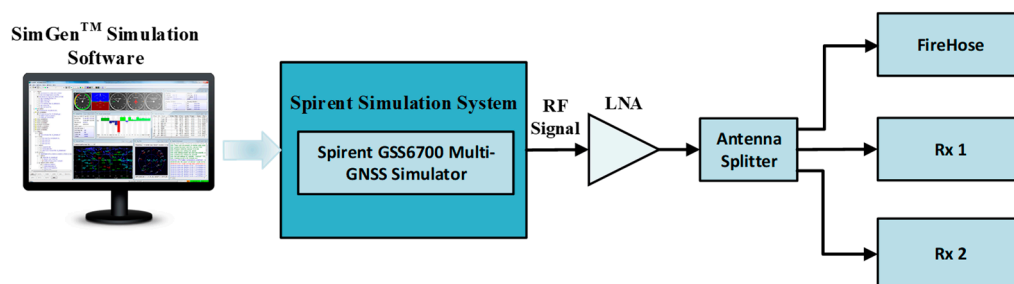 SimGen™ Simulation
Software
Spirent Simulation System
Spirent GSS6700 Multi-
GNSS Simulator
RF
Signal
LNA
Antenna
Splitter
FireHose
Rx 1
Rx 2